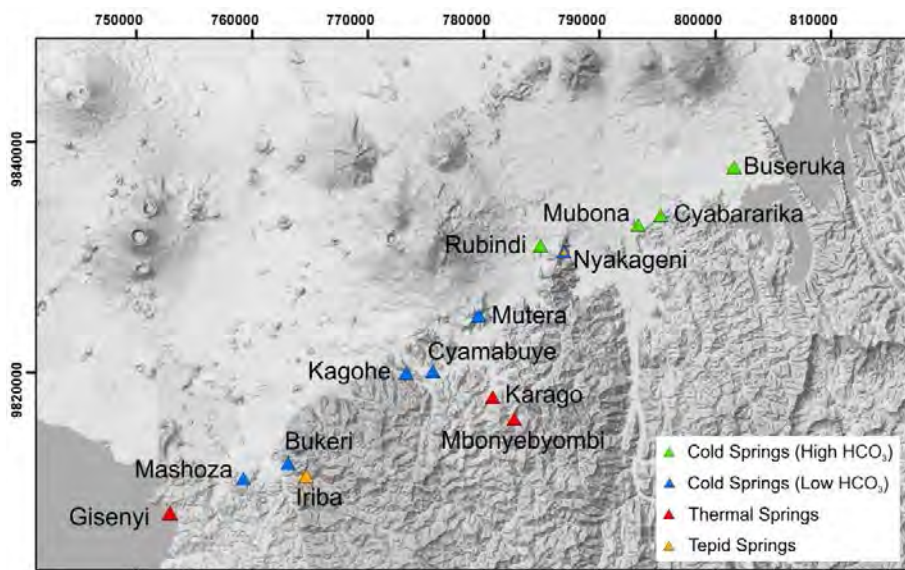 750000 760000 770000 780000 790000 800000 810000
9840000
Buseruka
Mubona
Cyabararika
Rubindi
Nyakageni
Mutera
Cyamabuye
Kagohe
9820000
Karago
Mbonyebyombi
Bukeri
Mashoza
Iriba
Gisenyi
Cold Springs (High HCO₃)
Cold Springs (Low HCO₃)
Thermal Springs
Tepid Springs